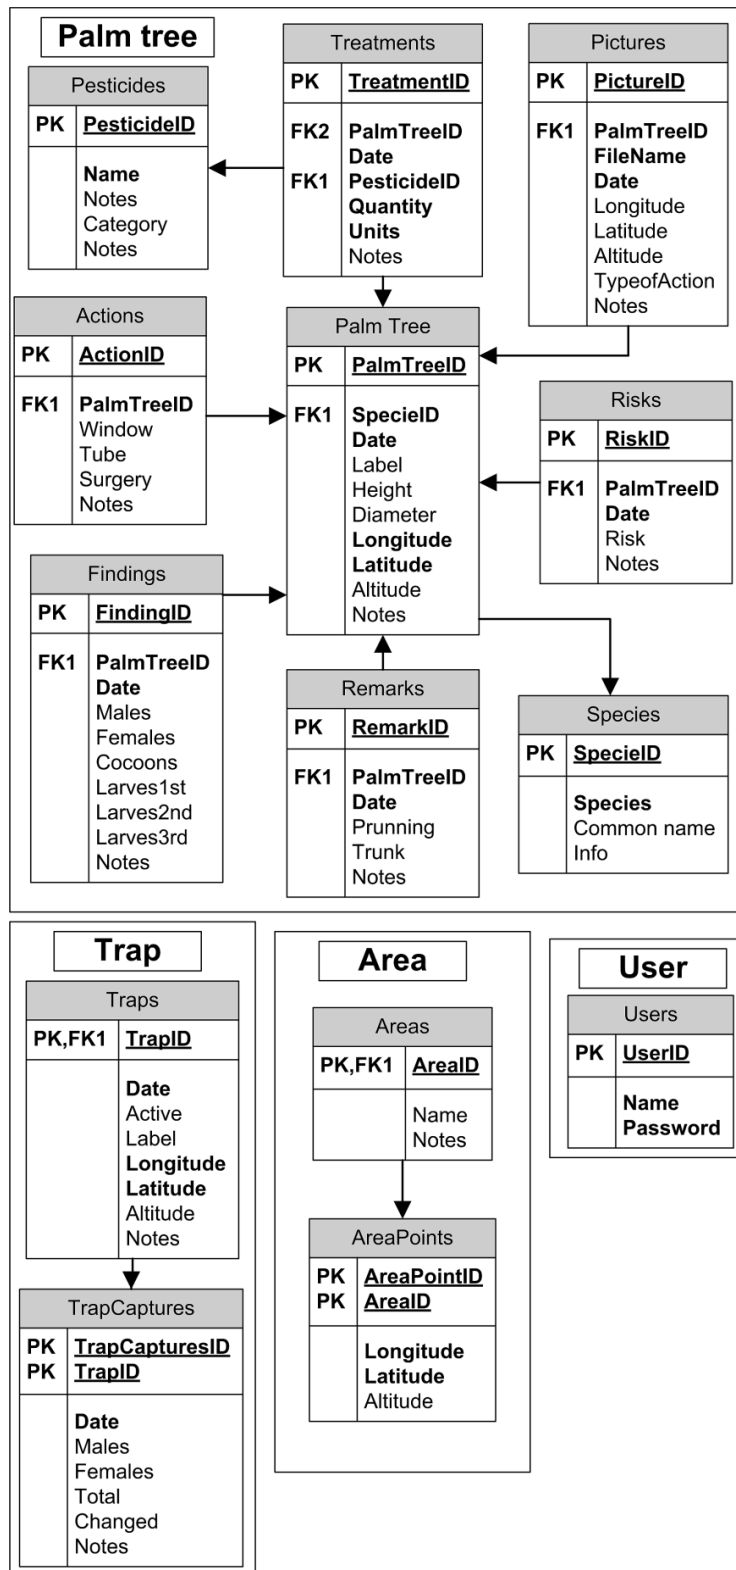 Palm tree
Pesticides
PK PesticideID
Name
Notes
Category
Notes
Treatments
PK TreatmentID
FK2 PalmTreeID
Date
FK1 PesticideID
Quantity
Units
Notes
Pictures
PK PictureID
FK1 PalmTreeID
FileName
Date
Longitude
Latitude
Altitude
TypeofAction
Notes
Actions
PK ActionID
FK1 PalmTreeID
Window
Tube
Surgery
Notes
Palm Tree
PK PalmTreeID
FK1 SpecieID
Date
Label
Height
Diameter
Longitude
Latitude
Altitude
Notes
Risks
PK RiskID
FK1 PalmTreeID
Date
Risk
Notes
Findings
PK FindingID
FK1 PalmTreeID
Date
Males
Females
Cocoons
Larves1st
Larves2nd
Larves3rd
Notes
Remarks
PK RemarkID
FK1 PalmTreeID
Date
Prunning
Trunk
Notes
Species
PK SpecieID
Species
Common name
Info
Trap
Traps
PK,FK1 TrapID
Date
Active
Label
Longitude
Latitude
Altitude
Notes
TrapCaptures
PK TrapCapturesID
PK TrapID
Date
Males
Females
Total
Changed
Notes
Area
Areas
PK,FK1 AreaID
Name
Notes
AreaPoints
PK AreaPointID
PK AreaID
Longitude
Latitude
Altitude
User
Users
PK UserID
Name
Password